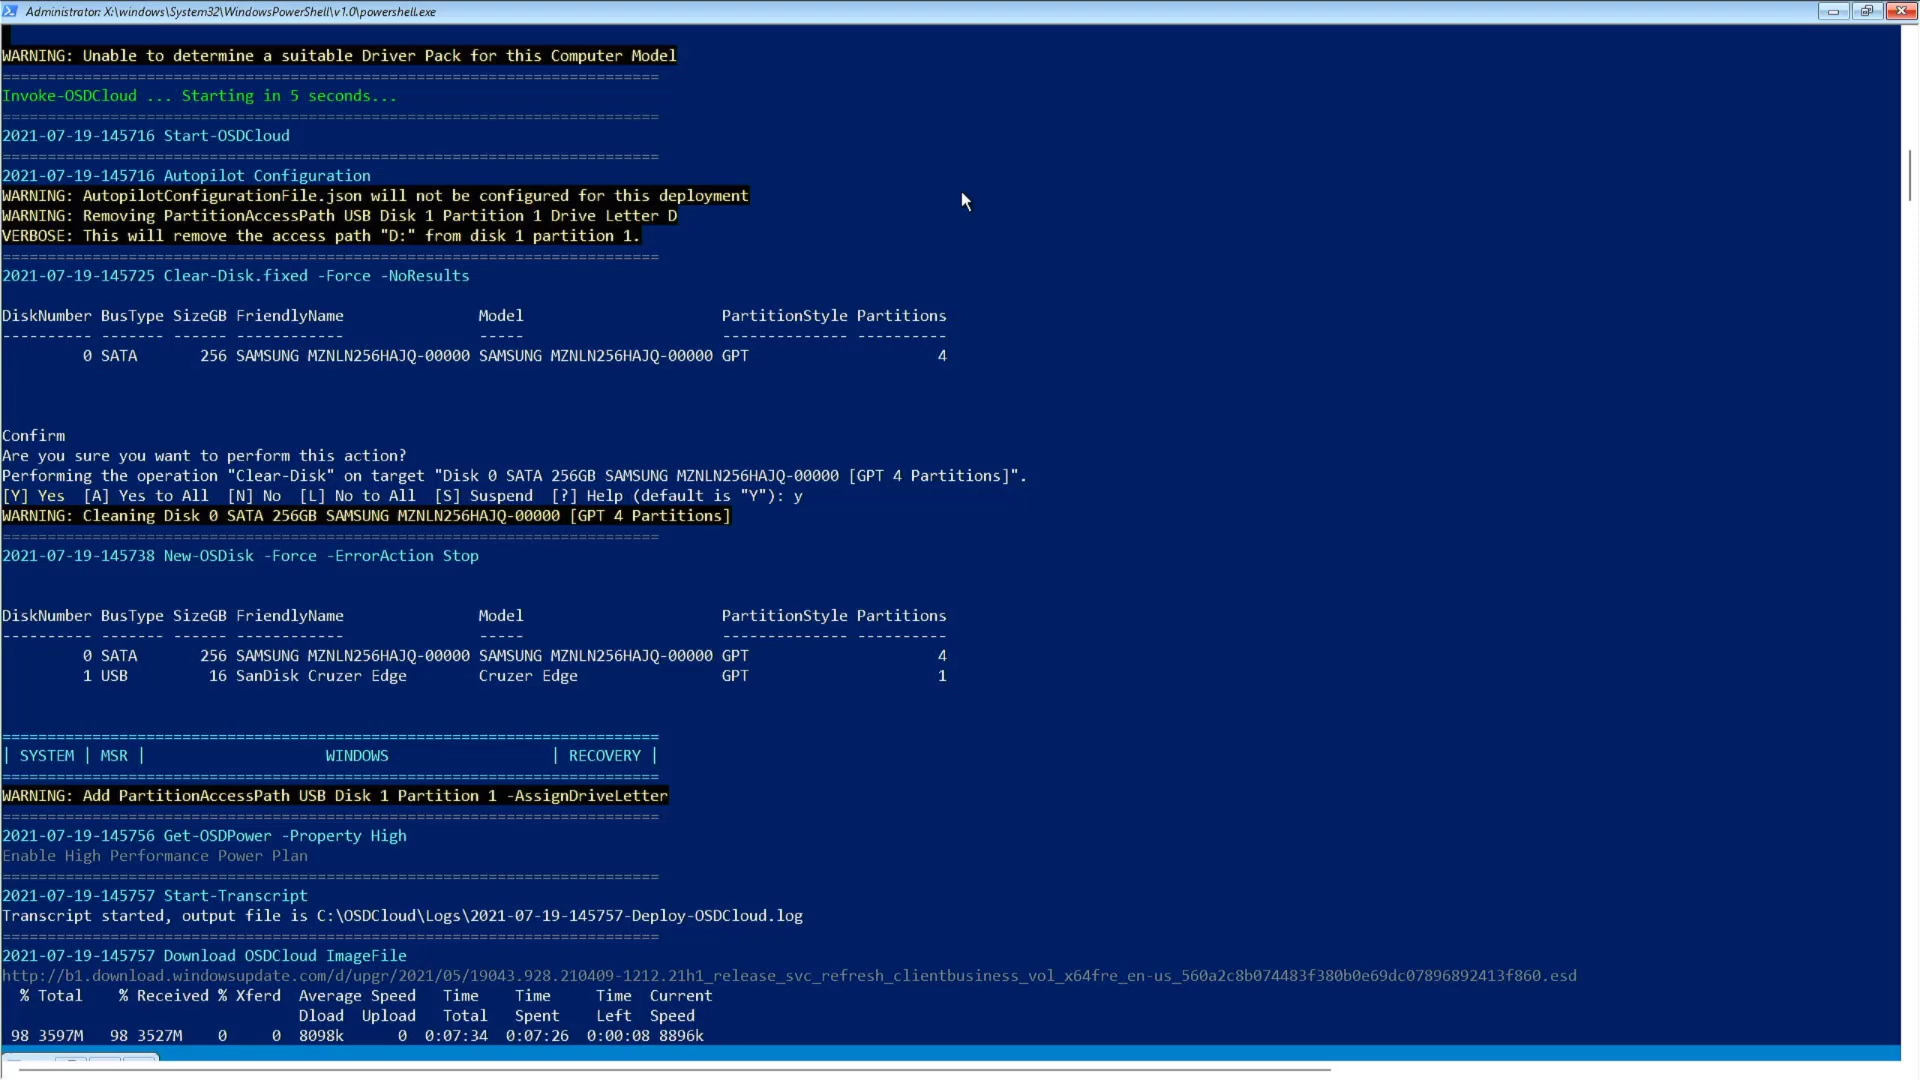 Administrator: X:\windows\System32\WindowsPowerShell\v1.0\powershell.exe
WARNING: Unable to determine a suitable Driver Pack for this Computer Model
=========================================================================
Invoke-OSDCloud ... Starting in 5 seconds...
=========================================================================
2021-07-19-145716 Start-OSDCloud
=========================================================================
2021-07-19-145716 Autopilot Configuration
WARNING: AutopilotConfigurationFile.json will not be configured for this deployment
WARNING: Removing PartitionAccessPath USB Disk 1 Partition 1 Drive Letter D
VERBOSE: This will remove the access path "D:" from disk 1 partition 1.
=========================================================================
2021-07-19-145725 Clear-Disk.fixed -Force -NoResults
DiskNumber BusType SizeGB FriendlyName               Model                      PartitionStyle Partitions
---------- ------- ------ ------------               -----                      -------------- ----------
         0 SATA       256 SAMSUNG MZNLN256HAJQ-00000 SAMSUNG MZNLN256HAJQ-00000 GPT                     4
Confirm
Are you sure you want to perform this action?
Performing the operation "Clear-Disk" on target "Disk 0 SATA 256GB SAMSUNG MZNLN256HAJQ-00000 [GPT 4 Partitions]".
[Y] Yes  [A] Yes to All  [N] No  [L] No to All  [S] Suspend  [?] Help (default is "Y"): y
WARNING: Cleaning Disk 0 SATA 256GB SAMSUNG MZNLN256HAJQ-00000 [GPT 4 Partitions]
=========================================================================
2021-07-19-145738 New-OSDisk -Force -ErrorAction Stop
DiskNumber BusType SizeGB FriendlyName               Model                      PartitionStyle Partitions
---------- ------- ------ ------------               -----                      -------------- ----------
         0 SATA       256 SAMSUNG MZNLN256HAJQ-00000 SAMSUNG MZNLN256HAJQ-00000 GPT                     4
         1 USB         16 SanDisk Cruzer Edge        Cruzer Edge                GPT                     1
=========================================================================
| SYSTEM | MSR |                    WINDOWS                  | RECOVERY |
=========================================================================
WARNING: Add PartitionAccessPath USB Disk 1 Partition 1 -AssignDriveLetter
=========================================================================
2021-07-19-145756 Get-OSDPower -Property High
Enable High Performance Power Plan
=========================================================================
2021-07-19-145757 Start-Transcript
Transcript started, output file is C:\OSDCloud\Logs\2021-07-19-145757-Deploy-OSDCloud.log
=========================================================================
2021-07-19-145757 Download OSDCloud ImageFile
http://b1.download.windowsupdate.com/d/upgr/2021/05/19043.928.210409-1212.21h1_release_svc_refresh_clientbusiness_vol_x64fre_en-us_560a2c8b074483f380b0e69dc07896892413f860.esd
  % Total    % Received % Xferd  Average Speed   Time    Time     Time  Current
                                 Dload  Upload   Total   Spent    Left  Speed
 98 3597M   98 3527M    0     0  8098k      0  0:07:34  0:07:26  0:00:08 8896k